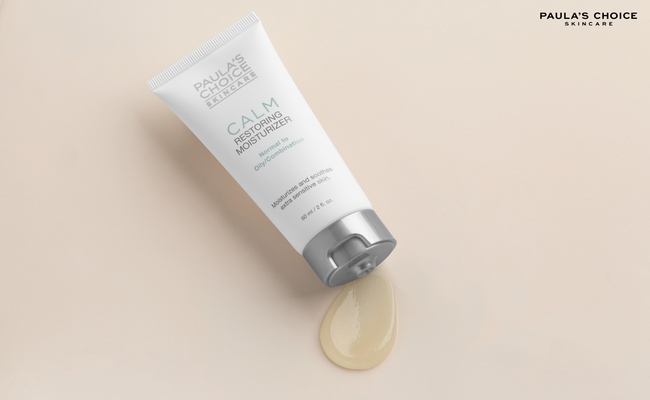 PAULA'S CHOICE
SKINCARE
PAULA'S
CHOICE
SKINCARE
CALM
RESTORING
MOISTURIZER
Normal to
Oily/Combination
Moisturizes and soothes
extra sensitive skin.
60 ml / 2 fl. oz.